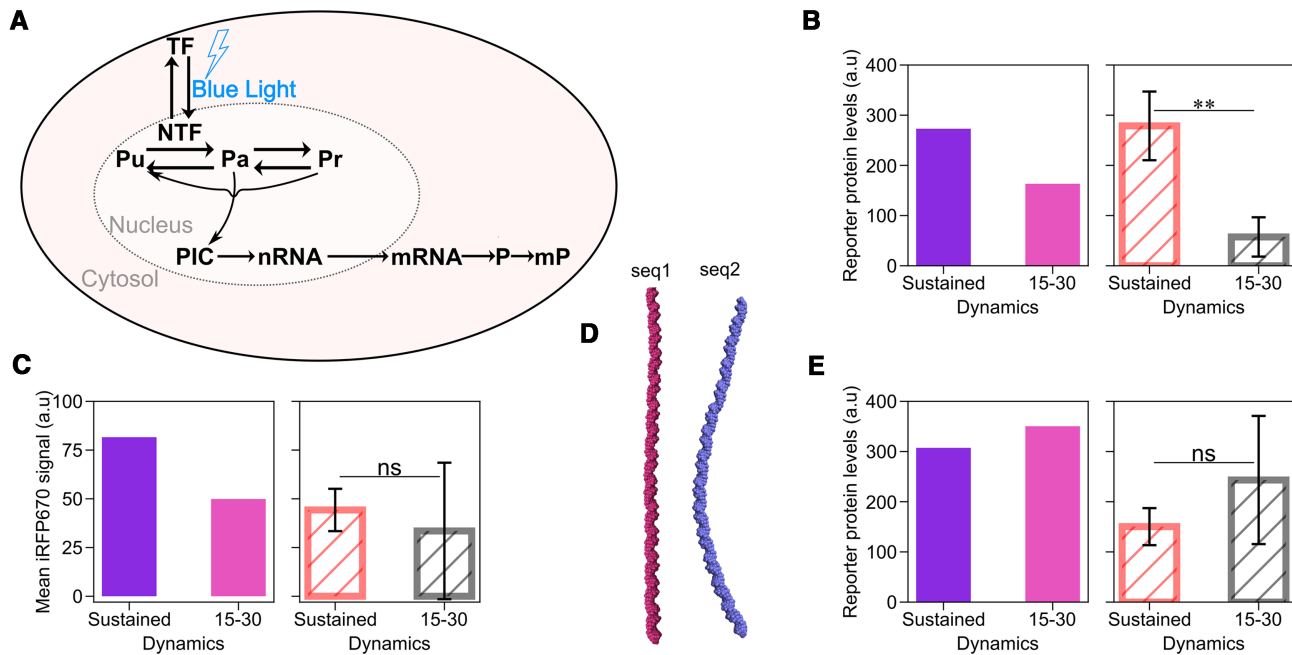 A
TF
Blue Light
NTF
Pu
Pa
Pr
Nucleus
PIC
nRNA
mRNA
P
mP
Cytosol
B
Reporter protein levels (a.u)
400
300
200
100
0
**
Sustained
15-30
Dynamics
Sustained
15-30
Dynamics
C
Mean iRFP670 signal (a.u)
100
75
50
25
0
ns
Sustained
15-30
Dynamics
Sustained
15-30
Dynamics
D
seq1
seq2
E
Reporter protein levels (a.u)
400
300
200
100
0
ns
Sustained
15-30
Dynamics
Sustained
15-30
Dynamics